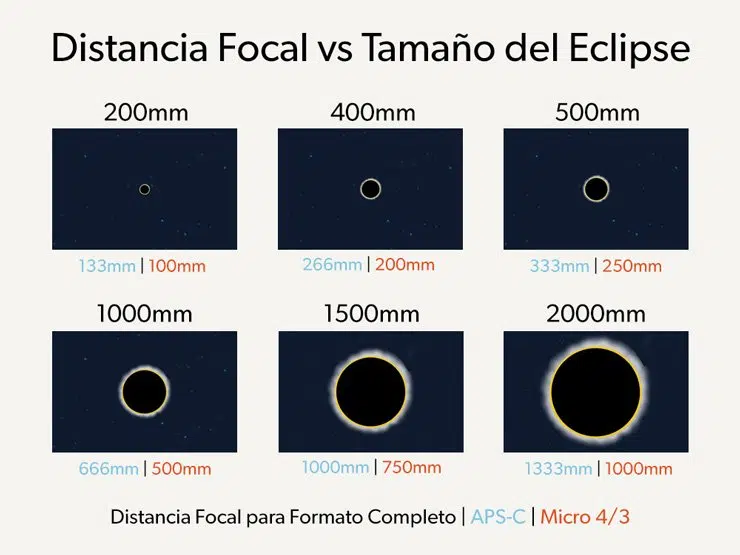 Distancia Focal vs Tamaño del Eclipse
200mm
400mm
500mm
133mm | 100mm
266mm | 200mm
333mm | 250mm
1000mm
1500mm
2000mm
666mm | 500mm
1000mm | 750mm
1333mm | 1000mm
Distancia Focal para Formato Completo | APS-C | Micro 4/3